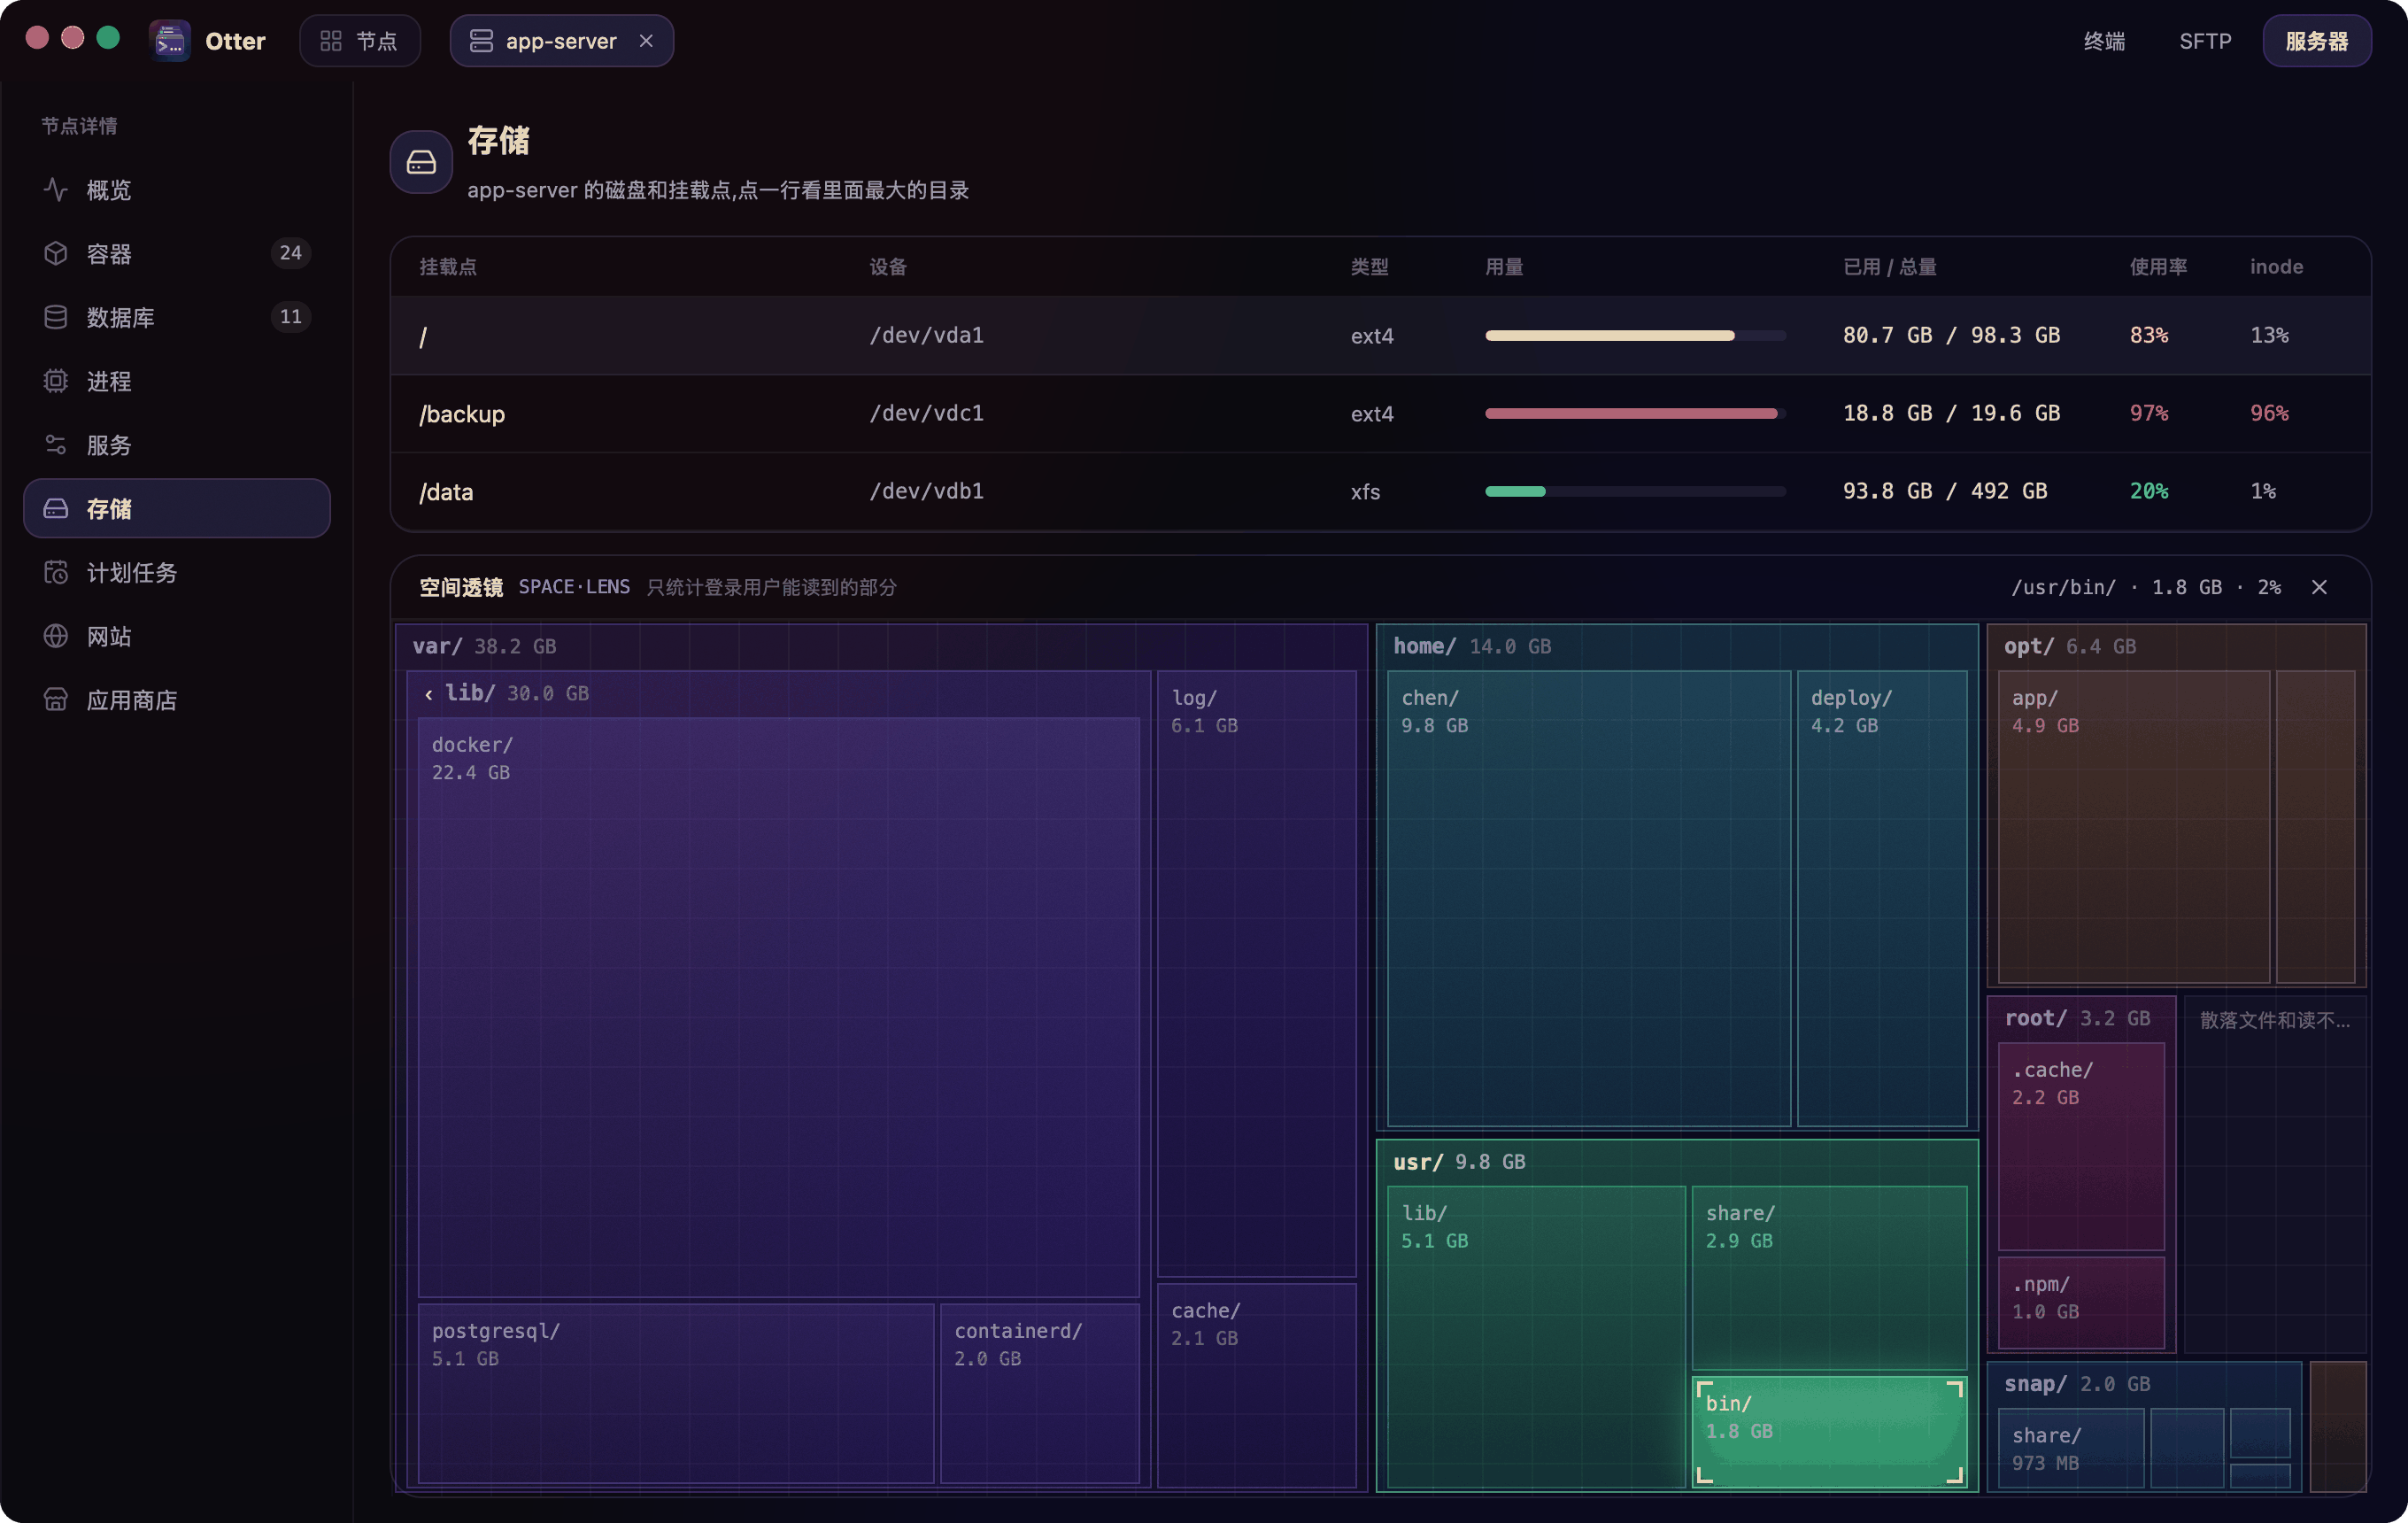 Otter
节点
app-server
终端
SFTP
服务器
节点详情
概览
容器 24
数据库 11
进程
服务
存储
计划任务
网站
应用商店
存储
app-server 的磁盘和挂载点,点一行看里面最大的目录
挂载点 设备 类型 用量 已用 / 总量 使用率 inode
/ /dev/vda1 ext4 80.7 GB / 98.3 GB 83% 13%
/backup /dev/vdc1 ext4 18.8 GB / 19.6 GB 97% 96%
/data /dev/vdb1 xfs 93.8 GB / 492 GB 20% 1%
空间透镜 SPACE·LENS 只统计登录用户能读到的部分 /usr/bin/ · 1.8 GB · 2%
var/ 38.2 GB
‹ lib/ 30.0 GB
docker/
22.4 GB
postgresql/
5.1 GB
containerd/
2.0 GB
log/
6.1 GB
cache/
2.1 GB
home/ 14.0 GB
chen/
9.8 GB
deploy/
4.2 GB
usr/ 9.8 GB
lib/
5.1 GB
share/
2.9 GB
bin/
1.8 GB
opt/ 6.4 GB
app/
4.9 GB
root/ 3.2 GB
.cache/
2.2 GB
.npm/
1.0 GB
散落文件和读不…
snap/ 2.0 GB
share/
973 MB